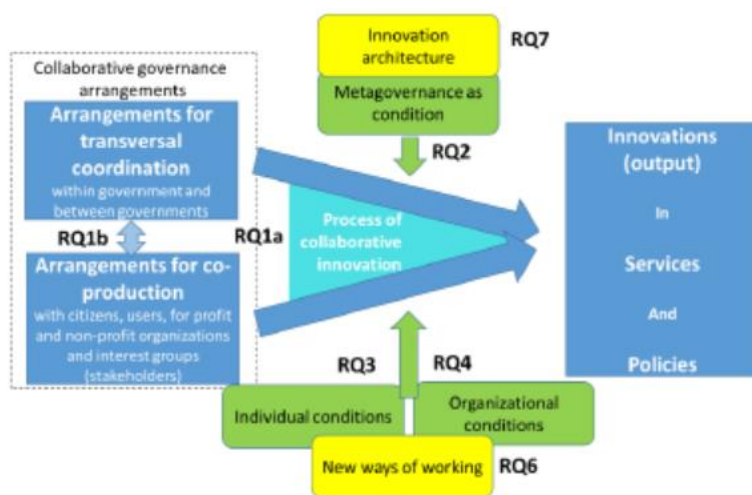 Innovation
architecture
RQ7
Metagovernance as
condition
RQ2
Collaborative governance
arrangements
Arrangements for
transversal
coordination
within government and
between governments
RQ1b
RQ1a
Arrangements for co-
production
with citizens, users, for profit
and non-profit organizations
and interest groups
(stakeholders)
Process of
collaborative
innovation
Innovations
(output)
In
Services
And
Policies
RQ3
RQ4
Individual conditions
Organizational
conditions
New ways of working
RQ6